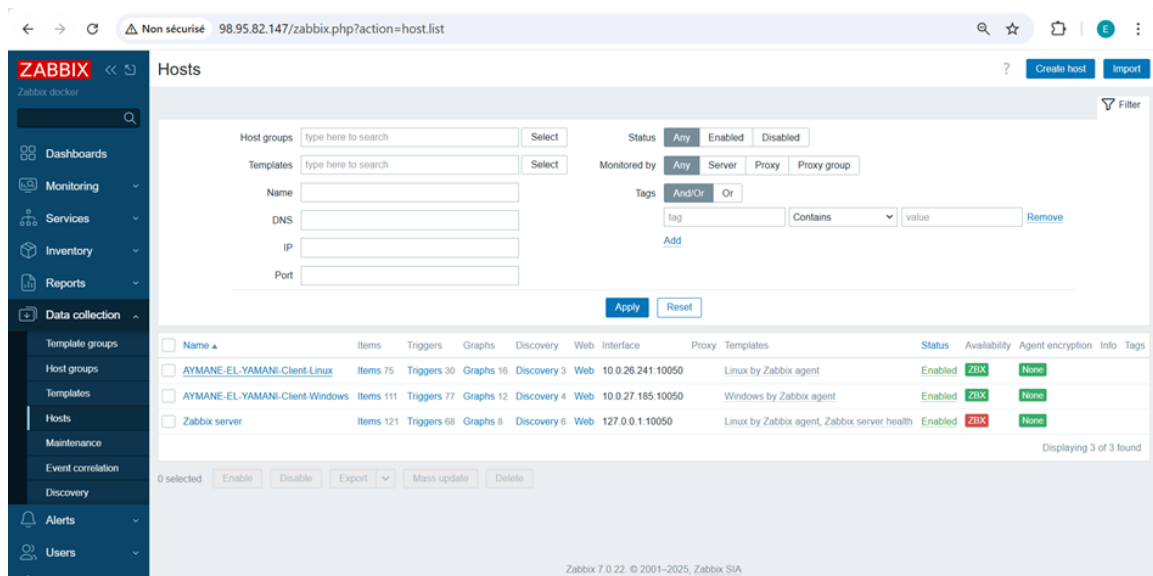 Non sécurisé 98.95.82.147/zabbix.php?action=host.list E
ZABBIX
Zabbix docker
Hosts ? Create host Import
Filter
Host groups type here to search Select Status Any Enabled Disabled
Templates type here to search Select Monitored by Any Server Proxy Proxy group
Name Tags And/Or Or
DNS tag Contains value Remove
IP Add
Port
Apply Reset
Dashboards
Monitoring
Services
Inventory
Reports
Data collection
Template groups
Host groups
Templates
Hosts
Maintenance
Event correlation
Discovery
Alerts
Users
Name Items Triggers Graphs Discovery Web Interface Proxy Templates Status Availability Agent encryption Info Tags
AYMANE-EL-YAMANI-Client-Linux Items 75 Triggers 30 Graphs 16 Discovery 3 Web 10.0.26.241:10050 Linux by Zabbix agent Enabled ZBX None
AYMANE-EL-YAMANI-Client-Windows Items 111 Triggers 77 Graphs 12 Discovery 4 Web 10.0.27.185:10050 Windows by Zabbix agent Enabled ZBX None
Zabbix server Items 121 Triggers 68 Graphs 8 Discovery 6 Web 127.0.0.1:10050 Linux by Zabbix agent, Zabbix server health Enabled ZBX None
Displaying 3 of 3 found
0 selected Enable Disable Export Mass update Delete
Zabbix 7.0.22. © 2001–2025, Zabbix SIA